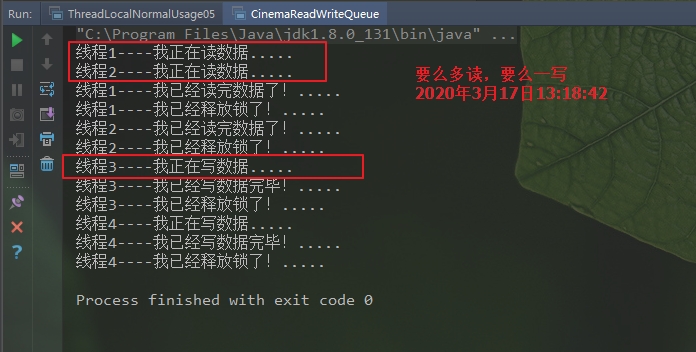 Run: ThreadLocalNormalUsage05 CinemaReadWriteQueue
"C:\Program Files\Java\jdk1.8.0_131\bin\java" ...
线程1----我正在读数据.....
线程2----我正在读数据.....
要么多读，要么一写
线程1----我已经读完数据了！.....
2020年3月17日13:18:42
线程1----我已经释放锁了！.....
线程2----我已经读完数据了！.....
线程2----我已经释放锁了！.....
线程3----我正在写数据.....
线程3----我已经写数据完毕！.....
线程3----我已经释放锁了！.....
线程4----我正在写数据.....
线程4----我已经写数据完毕！.....
线程4----我已经释放锁了！.....
Process finished with exit code 0